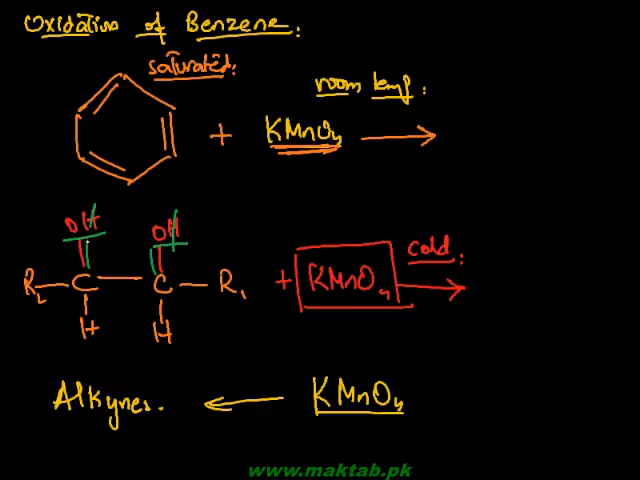 Oxidation of Benzene:
saturated:
room temp:
+ KMnO4 →
OH OH
R2 — C — C — R1 + KMnO4 cold: →
H H
Alkynes. ← KMnO4
www.maktab.pk